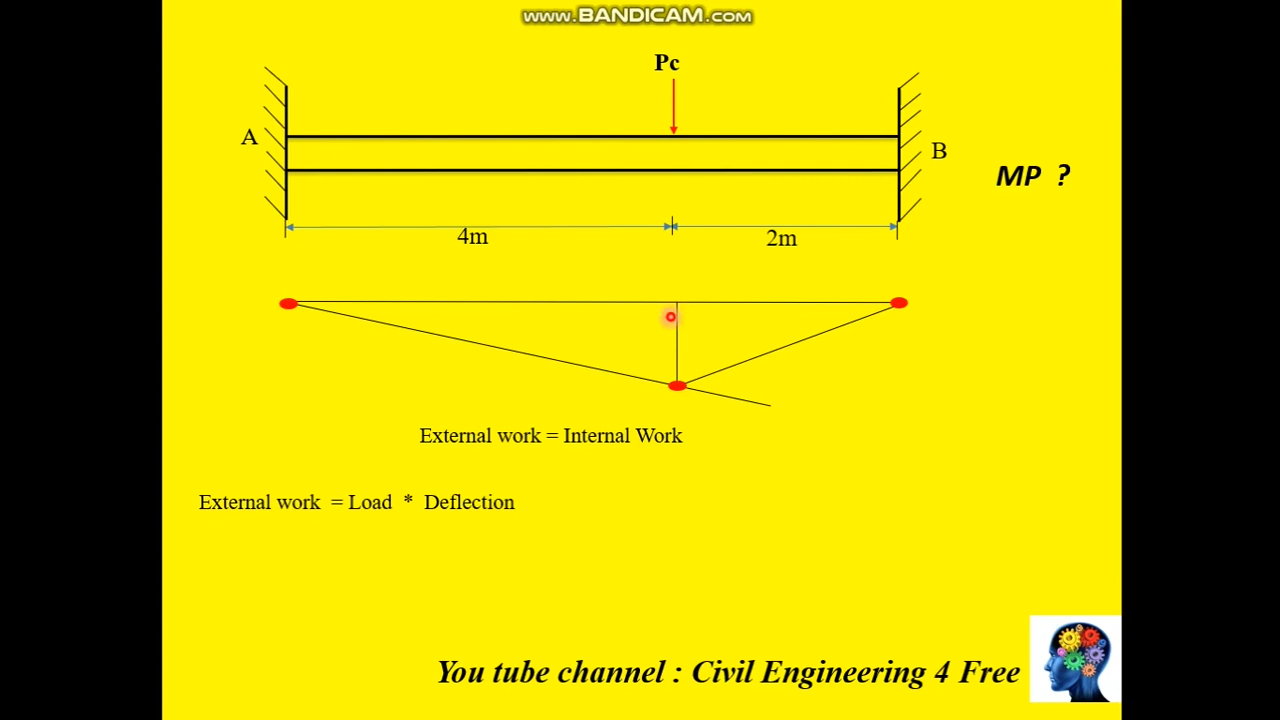 www.BANDICAM.com
Pc
A
B
MP ?
4m
2m
External work = Internal Work
External work = Load * Deflection
You tube channel : Civil Engineering 4 Free